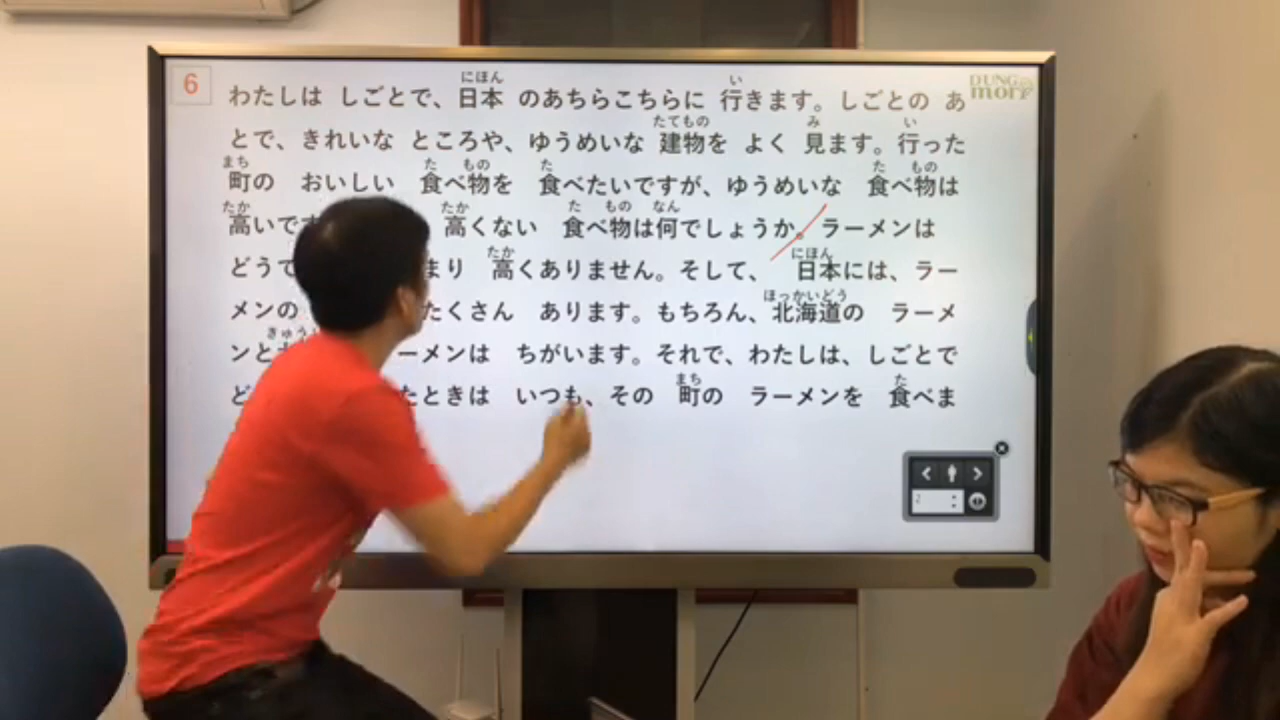 6
わたしは しごとで、日本 のあちらこちらに 行きます。しごとの あ
とで、きれいな ところや、ゆうめいな 建物を よく 見ます。行った
町の おいしい 食べ物を 食べたいですが、ゆうめいな 食べ物は
高いで 高くない 食べ物は何でしょうか。ラーメンは
どう まり 高くありません。そして、 日本には、ラー
メンの たくさん あります。もちろん、北海道の ラーメ
ンと ーメンは ちがいます。それで、わたしは、しごとで
ときは いつも、その 町の ラーメンを 食べま
DUNG
mori